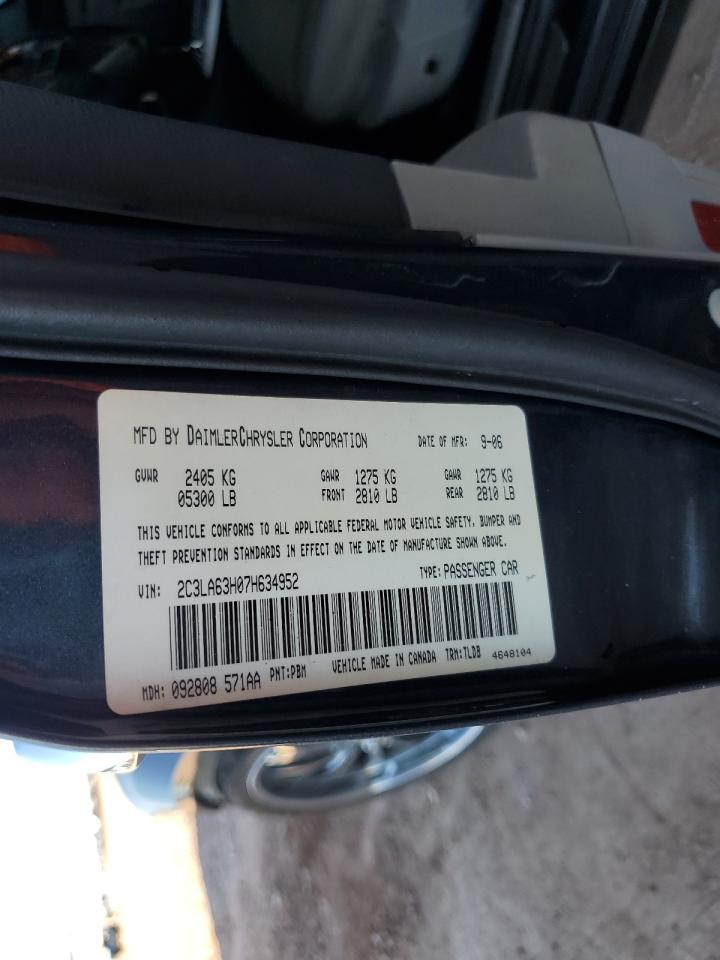 MFD BY DAIMLERCHRYSLER CORPORATION DATE OF MFR: 9-06
GVWR 2405 KG GAWR 1275 KG GAWR 1275 KG
05300 LB FRONT 2810 LB REAR 2810 LB
THIS VEHICLE CONFORMS TO ALL APPLICABLE FEDERAL MOTOR VEHICLE SAFETY, BUMPER AND
THEFT PREVENTION STANDARDS IN EFFECT ON THE DATE OF MANUFACTURE SHOWN ABOVE.
VIN: 2C3LA63H07H634952 TYPE: PASSENGER CAR
MDH: 092808 571AA PNT:PBM VEHICLE MADE IN CANADA TRM:TLDB 4648104